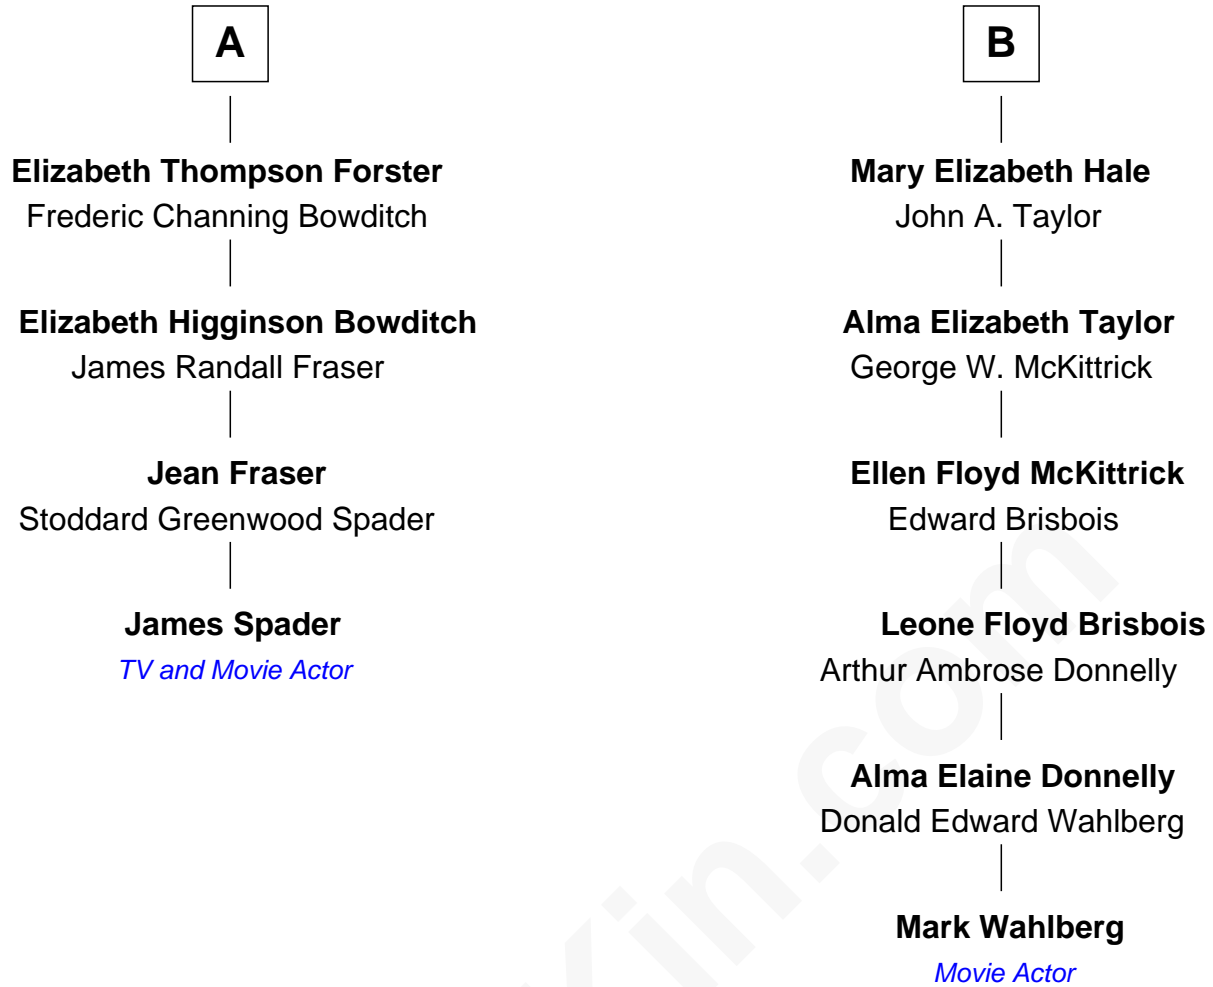 A
Elizabeth Thompson Forster
Frederic Channing Bowditch
Elizabeth Higginson Bowditch
James Randall Fraser
Jean Fraser
Stoddard Greenwood Spader
James Spader
TV and Movie Actor
B
Mary Elizabeth Hale
John A. Taylor
Alma Elizabeth Taylor
George W. McKittrick
Ellen Floyd McKittrick
Edward Brisbois
Leone Floyd Brisbois
Arthur Ambrose Donnelly
Alma Elaine Donnelly
Donald Edward Wahlberg
Mark Wahlberg
Movie Actor